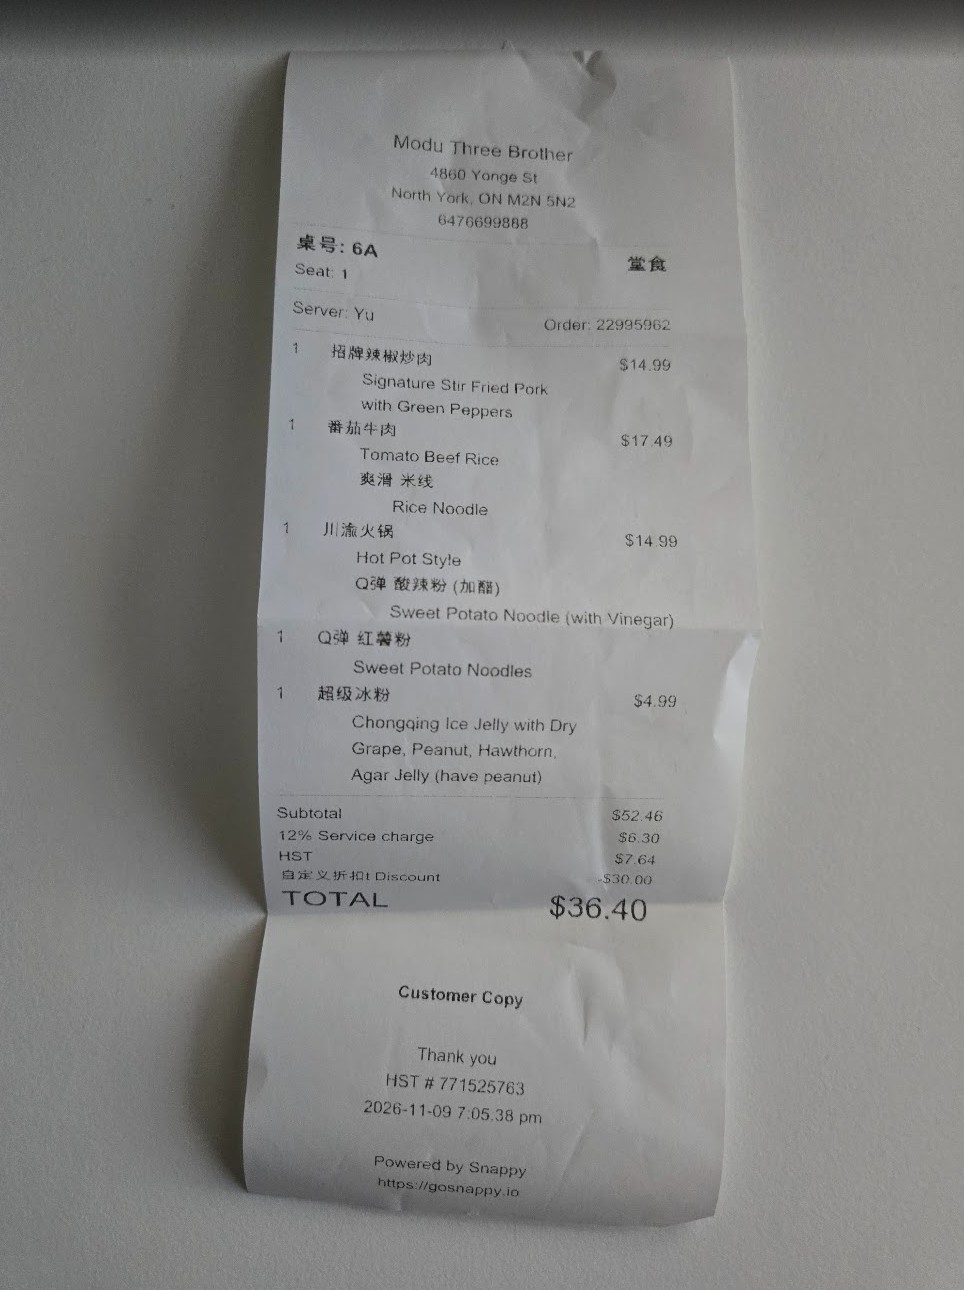 Modu Three Brother
4860 Yonge St
North York, ON M2N 5N2
6476699888
桌号: 6A 堂食
Seat: 1
Server: Yu Order: 22995962
1 招牌辣椒炒肉 $14.99
Signature Stir Fried Pork
with Green Peppers
1 番茄牛肉 $17.49
Tomato Beef Rice
爽滑 米线
Rice Noodle
1 川渝火锅 $14.99
Hot Pot Style
Q弹 酸辣粉 (加醋)
Sweet Potato Noodle (with Vinegar)
1 Q弹 红薯粉
Sweet Potato Noodles
1 超级冰粉 $4.99
Chongqing Ice Jelly with Dry
Grape, Peanut, Hawthorn,
Agar Jelly (have peanut)
Subtotal $52.46
12% Service charge $6.30
HST $7.64
自定义折扣t Discount -$30.00
TOTAL $36.40
Customer Copy
Thank you
HST # 771525763
2026-11-09 7:05:38 pm
Powered by Snappy
https://gosnappy.io